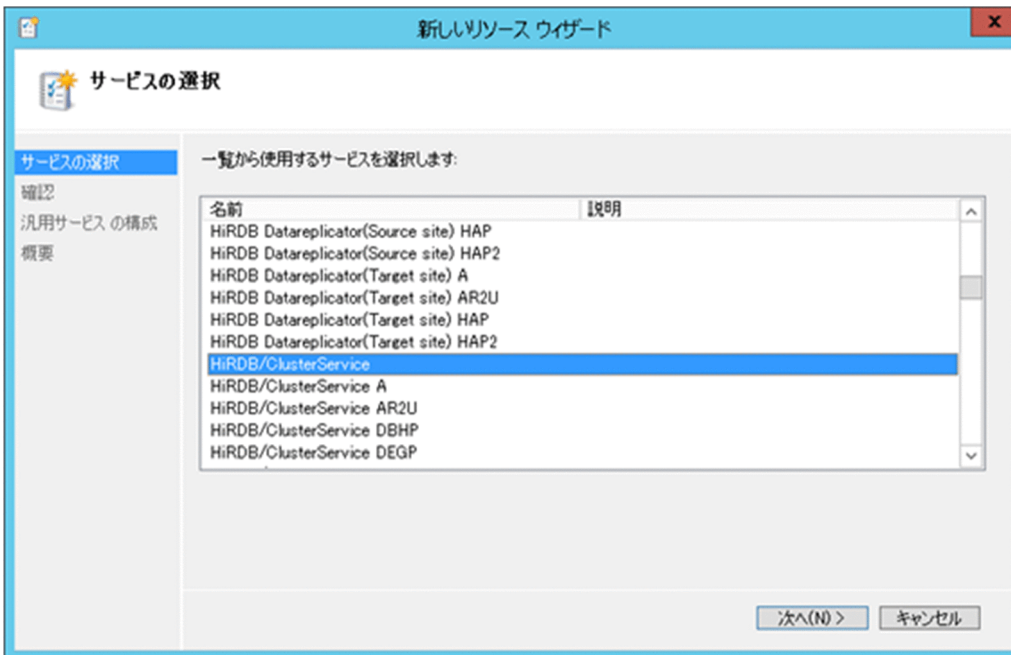 新しいリソース ウィザード
サービスの選択
サービスの選択
確認
汎用サービス の構成
概要
一覧から使用するサービスを選択します:
名前 説明
HiRDB Datareplicator(Source site) HAP
HiRDB Datareplicator(Source site) HAP2
HiRDB Datareplicator(Target site) A
HiRDB Datareplicator(Target site) AR2U
HiRDB Datareplicator(Target site) HAP
HiRDB Datareplicator(Target site) HAP2
HiRDB/ClusterService
HiRDB/ClusterService A
HiRDB/ClusterService AR2U
HiRDB/ClusterService DBHP
HiRDB/ClusterService DEGP
次へ(N) > キャンセル